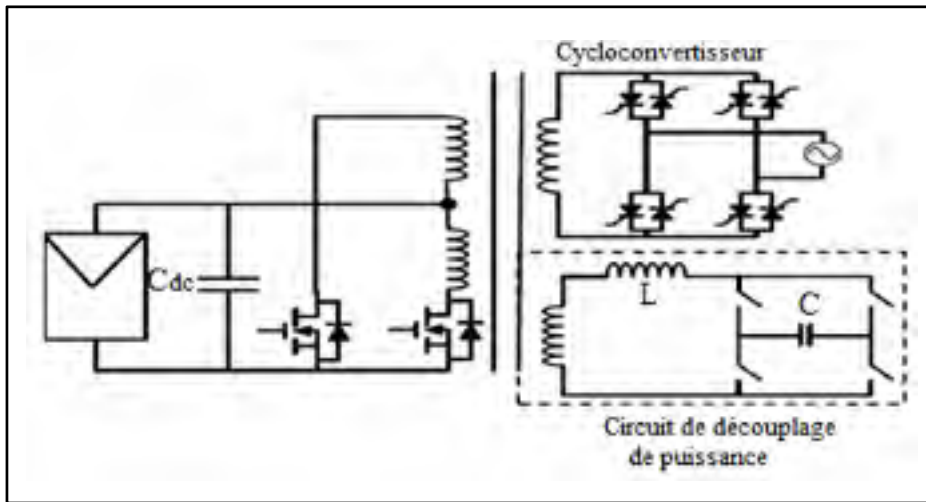 Cycloconvertisseur
Cdc
L
C
Circuit de découplage
de puissance